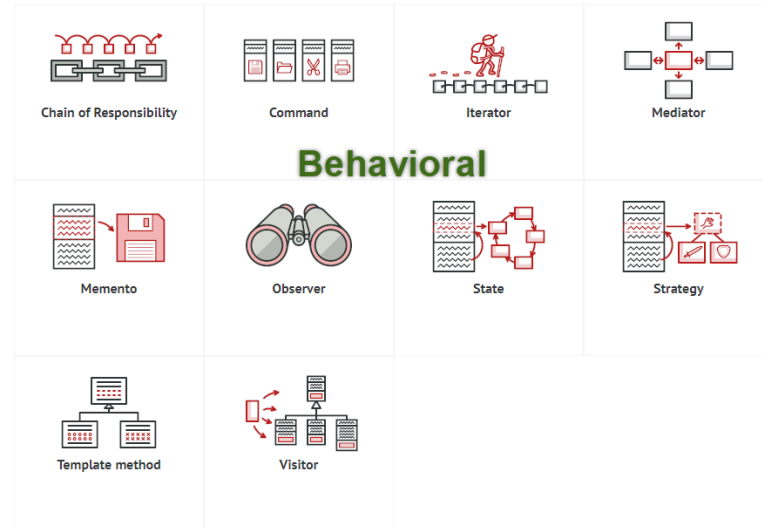 Chain of Responsibility
Command
Iterator
Mediator
Behavioral
Memento
Observer
State
Strategy
Template method
Visitor